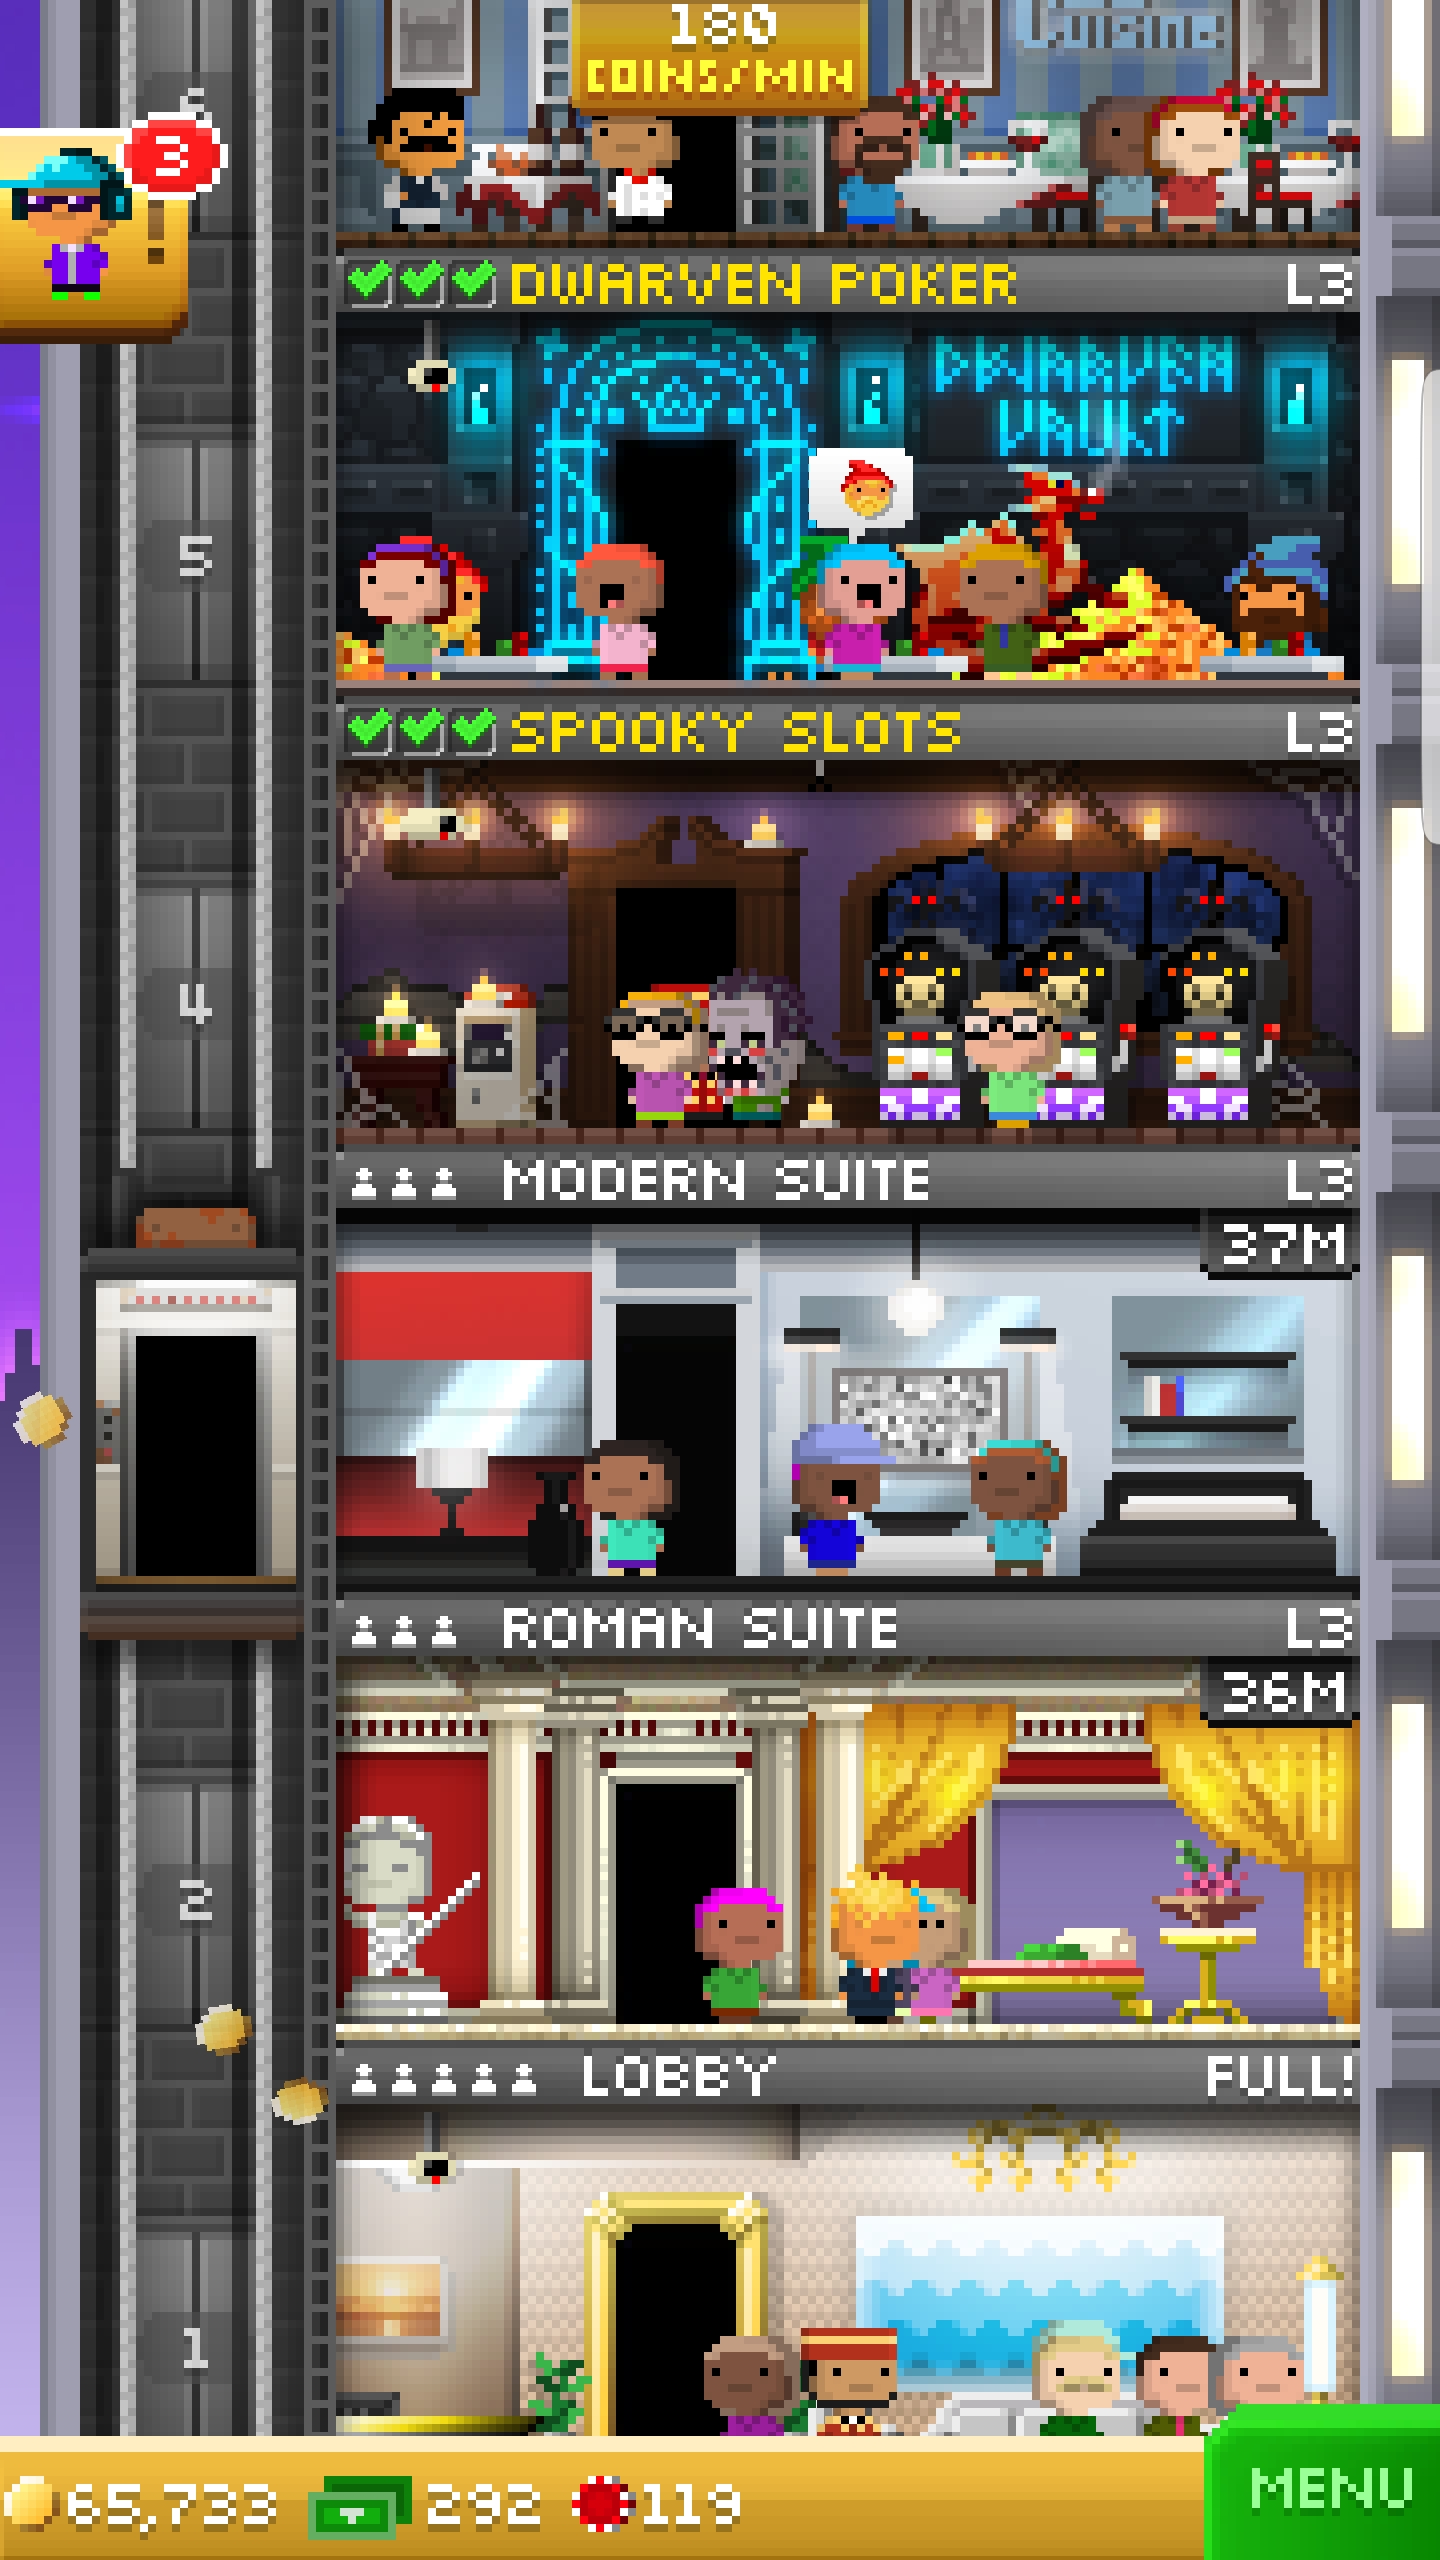 Cuisine
180
COINS/MIN
3
DWARVEN POKER
L3
DWARVEN
VAULT
5
SPOOKY SLOTS
L3
4
MODERN SUITE
L3
37M
ROMAN SUITE
L3
36M
2
LOBBY
FULL!
1
65,733
292
119
MENU